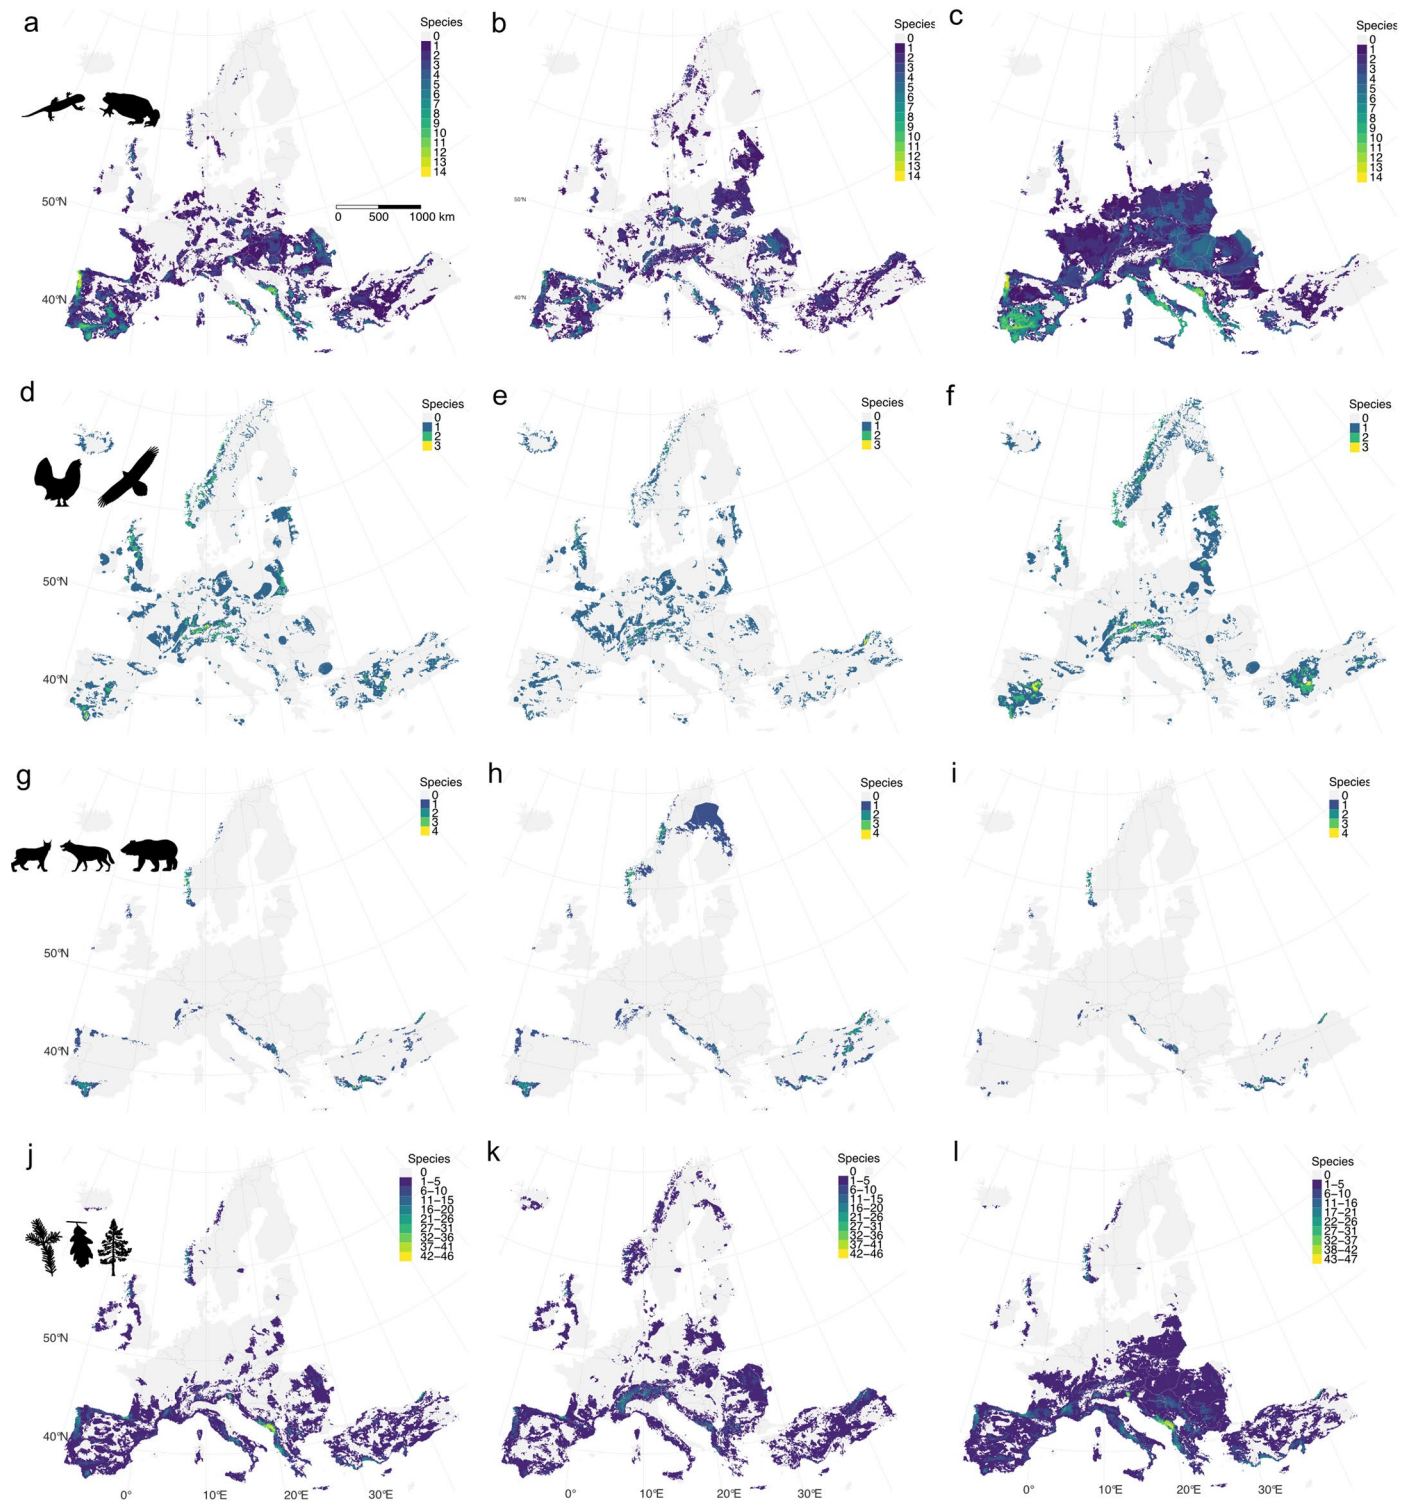 a
Species
0
1
2
3
4
5
6
7
8
9
10
11
12
13
14
0 500 1000 km
50°N
40°N
b
Species
0
1
2
3
4
5
6
7
8
9
10
11
12
13
14
50°N
40°N
c
Species
0
1
2
3
4
5
6
7
8
9
10
11
12
13
14
d
Species
0
1
2
3
50°N
40°N
e
Species
0
1
2
3
f
Species
0
1
2
3
g
Species
0
1
2
3
4
50°N
40°N
h
Species
0
1
2
3
4
i
Species
0
1
2
3
4
j
Species
0
1–5
6–10
11–15
16–20
21–26
27–31
32–36
37–41
42–46
50°N
40°N
0° 10°E 20°E 30°E
k
Species
0
1–5
6–10
11–15
16–20
21–26
27–31
32–36
37–41
42–46
0° 10°E 20°E 30°E
l
Species
0
1–5
6–10
11–16
17–21
22–26
27–31
32–37
38–42
43–47
0° 10°E 20°E 30°E